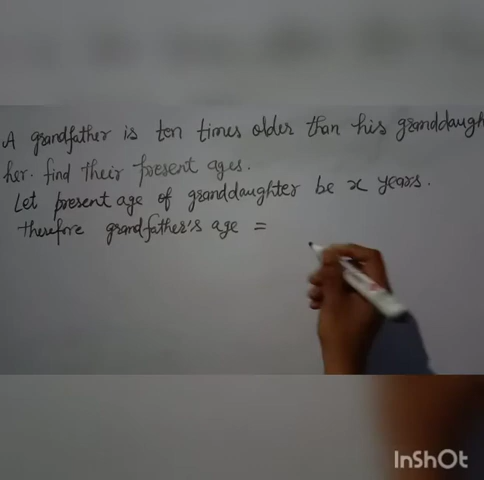 A grandfather is ten times older than his granddaugh
her. find their present ages.
Let present age of granddaughter be x years.
therefore grandfather's age =
InShOt